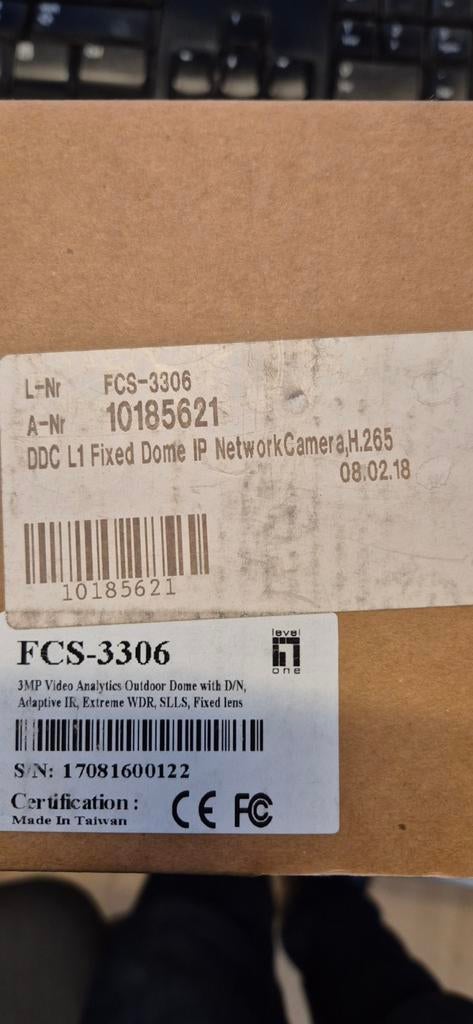 L-Nr FCS-3306
A-Nr 10185621
DDC L1 Fixed Dome IP NetworkCamera,H.265
08.02.18
10185621
FCS-3306
level
one
3MP Video Analytics Outdoor Dome with D/N,
Adaptive IR, Extreme WDR, SLLS, Fixed lens
S/N: 17081600122
Certification : CE FC
Made In Taiwan